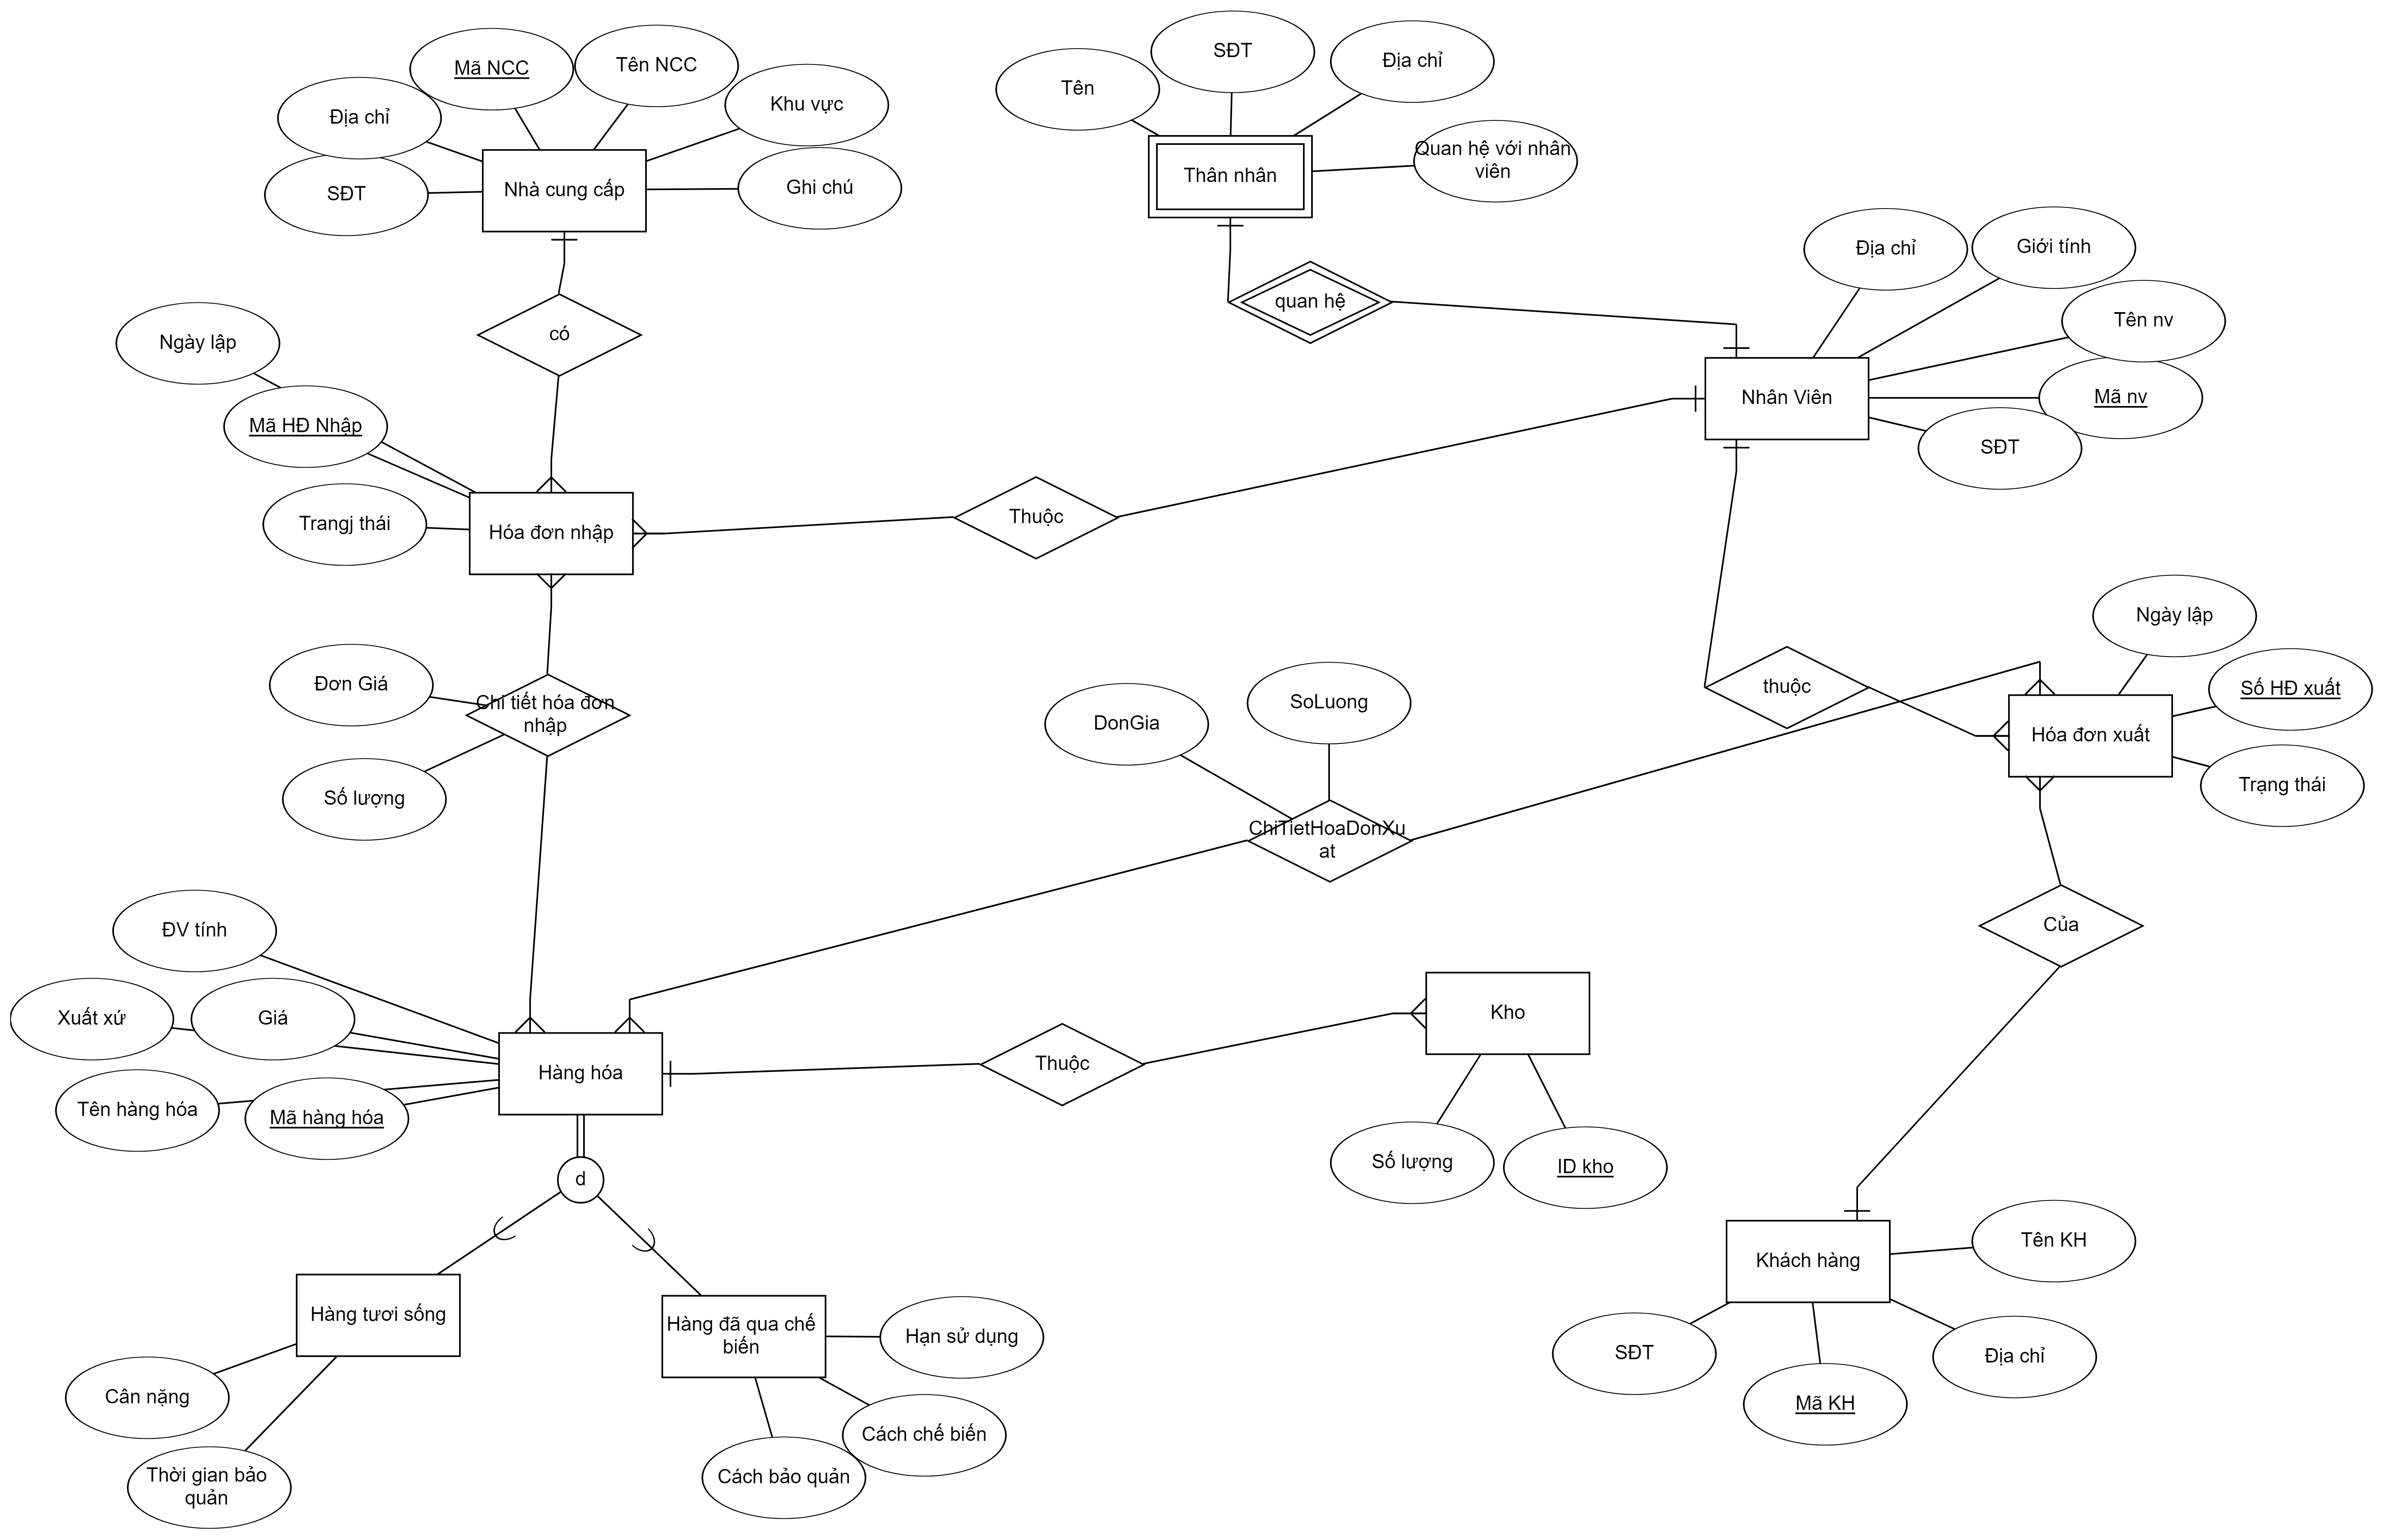 Mã NCC
Tên NCC
Địa chỉ
Khu vực
SĐT
Nhà cung cấp
Ghi chú
Tên
SĐT
Địa chỉ
Thân nhân
Quan hệ với nhân
viên
quan hệ
Địa chỉ
Giới tính
Tên nv
Nhân Viên
Mã nv
SĐT
có
Ngày lập
Mã HĐ Nhập
Trangj thái
Hóa đơn nhập
Thuộc
Đơn Giá
Chi tiết hóa đơn
nhập
Số lượng
DonGia
SoLuong
ChiTietHoaDonXu
at
thuộc
Ngày lập
Số HĐ xuất
Hóa đơn xuất
Trạng thái
Của
ĐV tính
Xuất xứ
Giá
Tên hàng hóa
Mã hàng hóa
Hàng hóa
Thuộc
Kho
Số lượng
ID kho
d
Hàng tươi sống
Cân nặng
Thời gian bảo
quản
Hàng đã qua chế
biến
Hạn sử dụng
Cách chế biến
Cách bảo quản
Khách hàng
Tên KH
SĐT
Mã KH
Địa chỉ